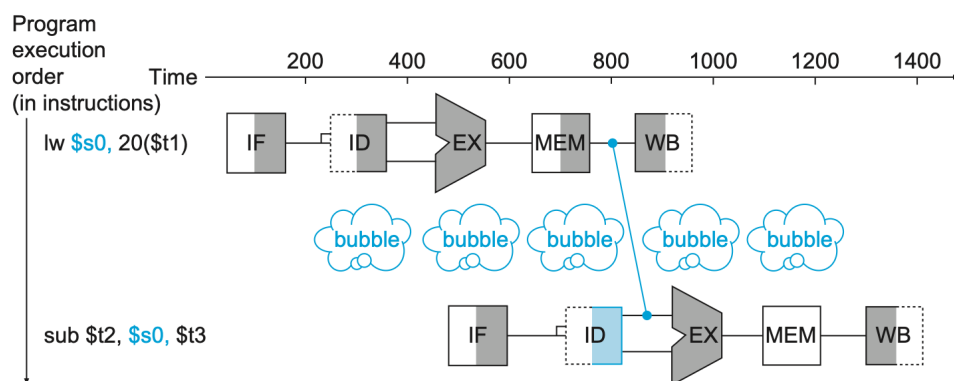 Program
execution
order
(in instructions)
Time
200 400 600 800 1000 1200 1400
lw $s0, 20($t1)
IF ID EX MEM WB
bubble bubble bubble bubble bubble
sub $t2, $s0, $t3
IF ID EX MEM WB